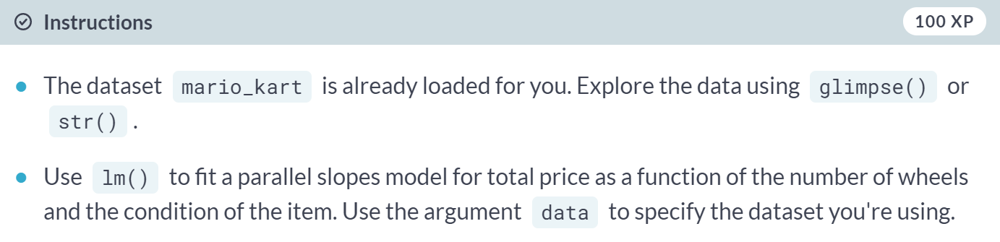 Instructions 100 XP
The dataset mario_kart is already loaded for you. Explore the data using glimpse() or
str() .
Use lm() to fit a parallel slopes model for total price as a function of the number of wheels
and the condition of the item. Use the argument data to specify the dataset you're using.